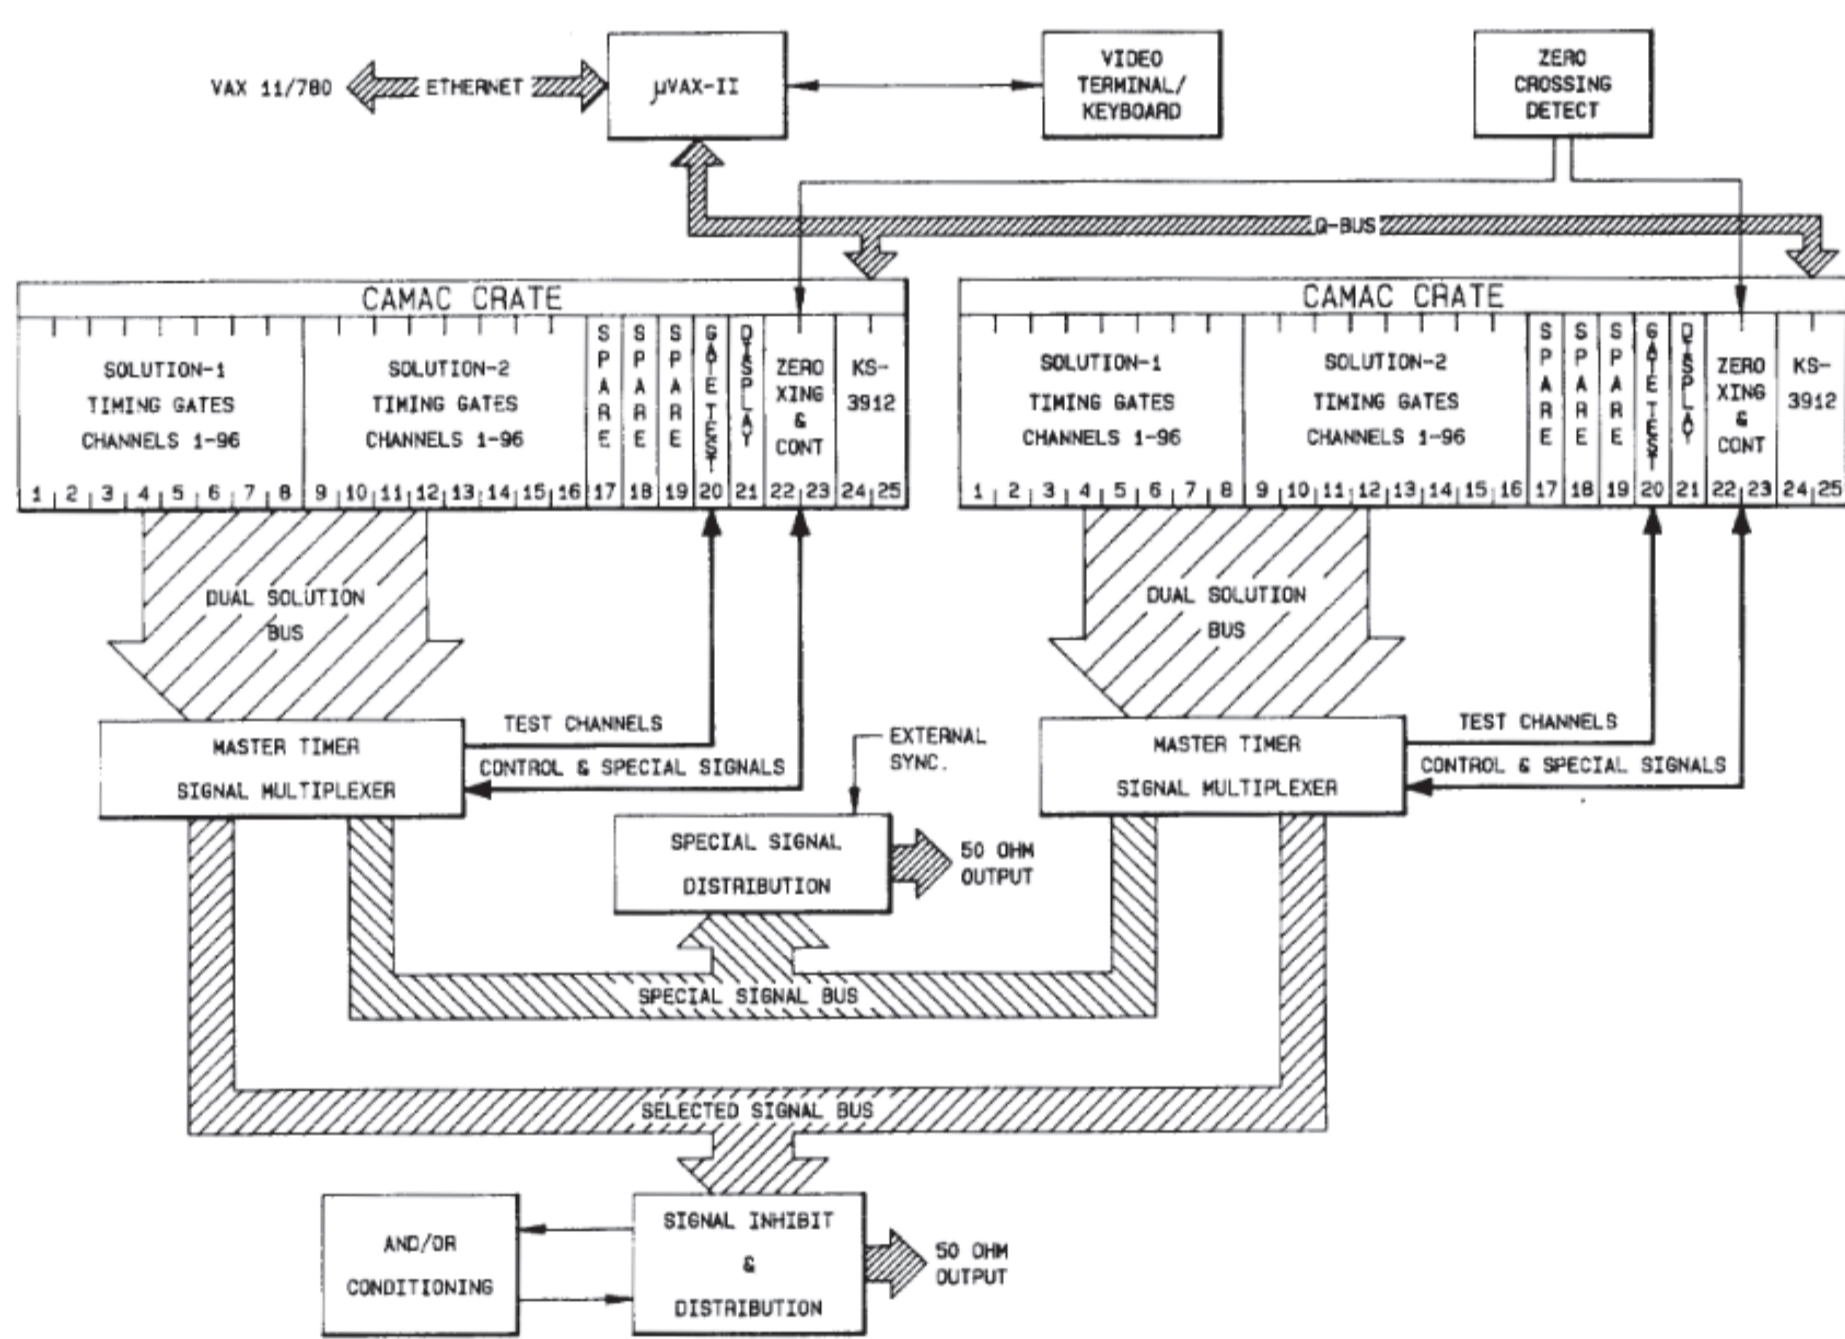 VAX 11/780
ETHERNET
µVAX-II
VIDEO
TERMINAL/
KEYBOARD
ZERO
CROSSING
DETECT
Q-BUS
CAMAC CRATE
SOLUTION-1
TIMING GATES
CHANNELS 1-96
SOLUTION-2
TIMING GATES
CHANNELS 1-96
SPARE
SPARE
SPARE
GATE TEST
DISPLAY
ZERO
XING
&
CONT
KS-
3912
1 2 3 4 5 6 7 8 9 10 11 12 13 14 15 16 17 18 19 20 21 22 23 24 25
CAMAC CRATE
SOLUTION-1
TIMING GATES
CHANNELS 1-96
SOLUTION-2
TIMING GATES
CHANNELS 1-96
SPARE
SPARE
SPARE
GATE TEST
DISPLAY
ZERO
XING
&
CONT
KS-
3912
1 2 3 4 5 6 7 8 9 10 11 12 13 14 15 16 17 18 19 20 21 22 23 24 25
DUAL SOLUTION
BUS
DUAL SOLUTION
BUS
MASTER TIMER
SIGNAL MULTIPLEXER
TEST CHANNELS
CONTROL & SPECIAL SIGNALS
EXTERNAL
SYNC.
MASTER TIMER
SIGNAL MULTIPLEXER
TEST CHANNELS
CONTROL & SPECIAL SIGNALS
SPECIAL SIGNAL
DISTRIBUTION
50 OHM
OUTPUT
SPECIAL SIGNAL BUS
SELECTED SIGNAL BUS
AND/OR
CONDITIONING
SIGNAL INHIBIT
&
DISTRIBUTION
50 OHM
OUTPUT